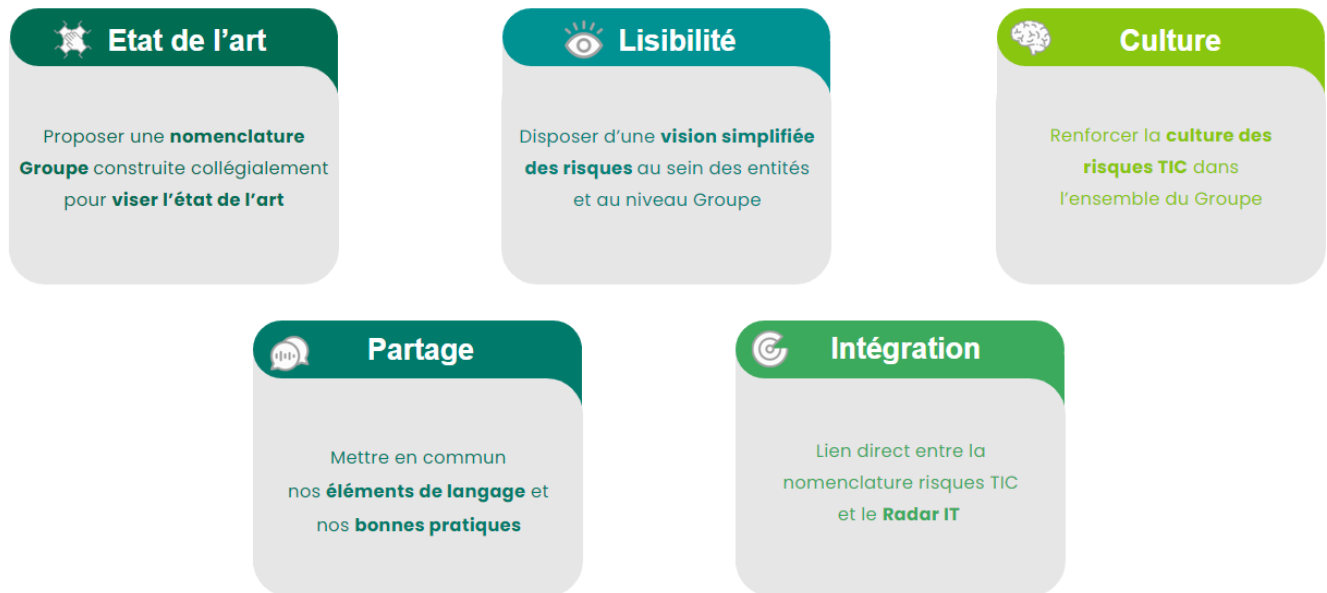 Etat de l’art
Proposer une nomenclature
Groupe construite collégialement
pour viser l’état de l’art
Lisibilité
Disposer d’une vision simplifiée
des risques au sein des entités
et au niveau Groupe
Culture
Renforcer la culture des
risques TIC dans
l’ensemble du Groupe
Partage
Mettre en commun
nos éléments de langage et
nos bonnes pratiques
Intégration
Lien direct entre la
nomenclature risques TIC
et le Radar IT